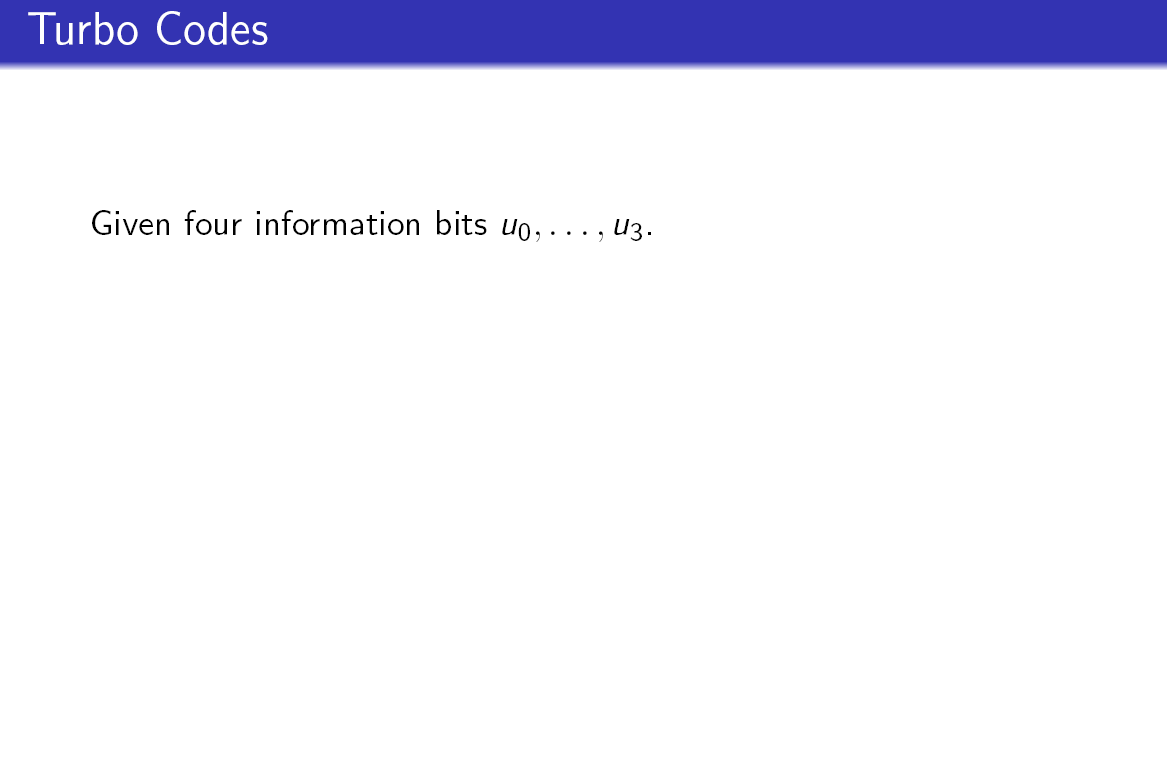 Turbo Codes
Given four information bits u₀, . . . , u₃.